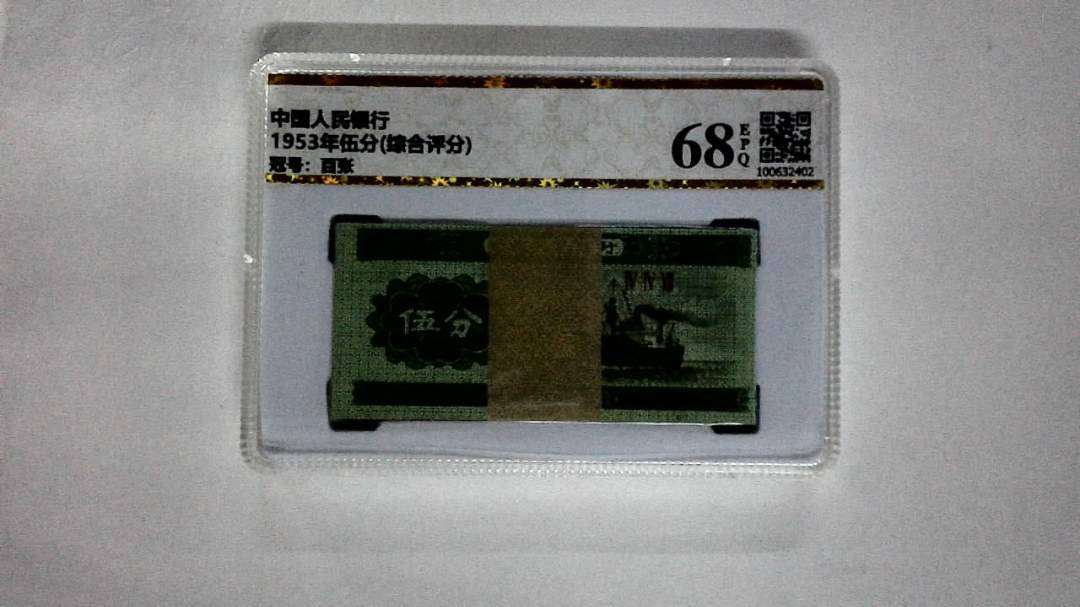 中国人民银行
1953年伍分(综合评分)
冠号：百张
68
EPQ
100632402
伍分